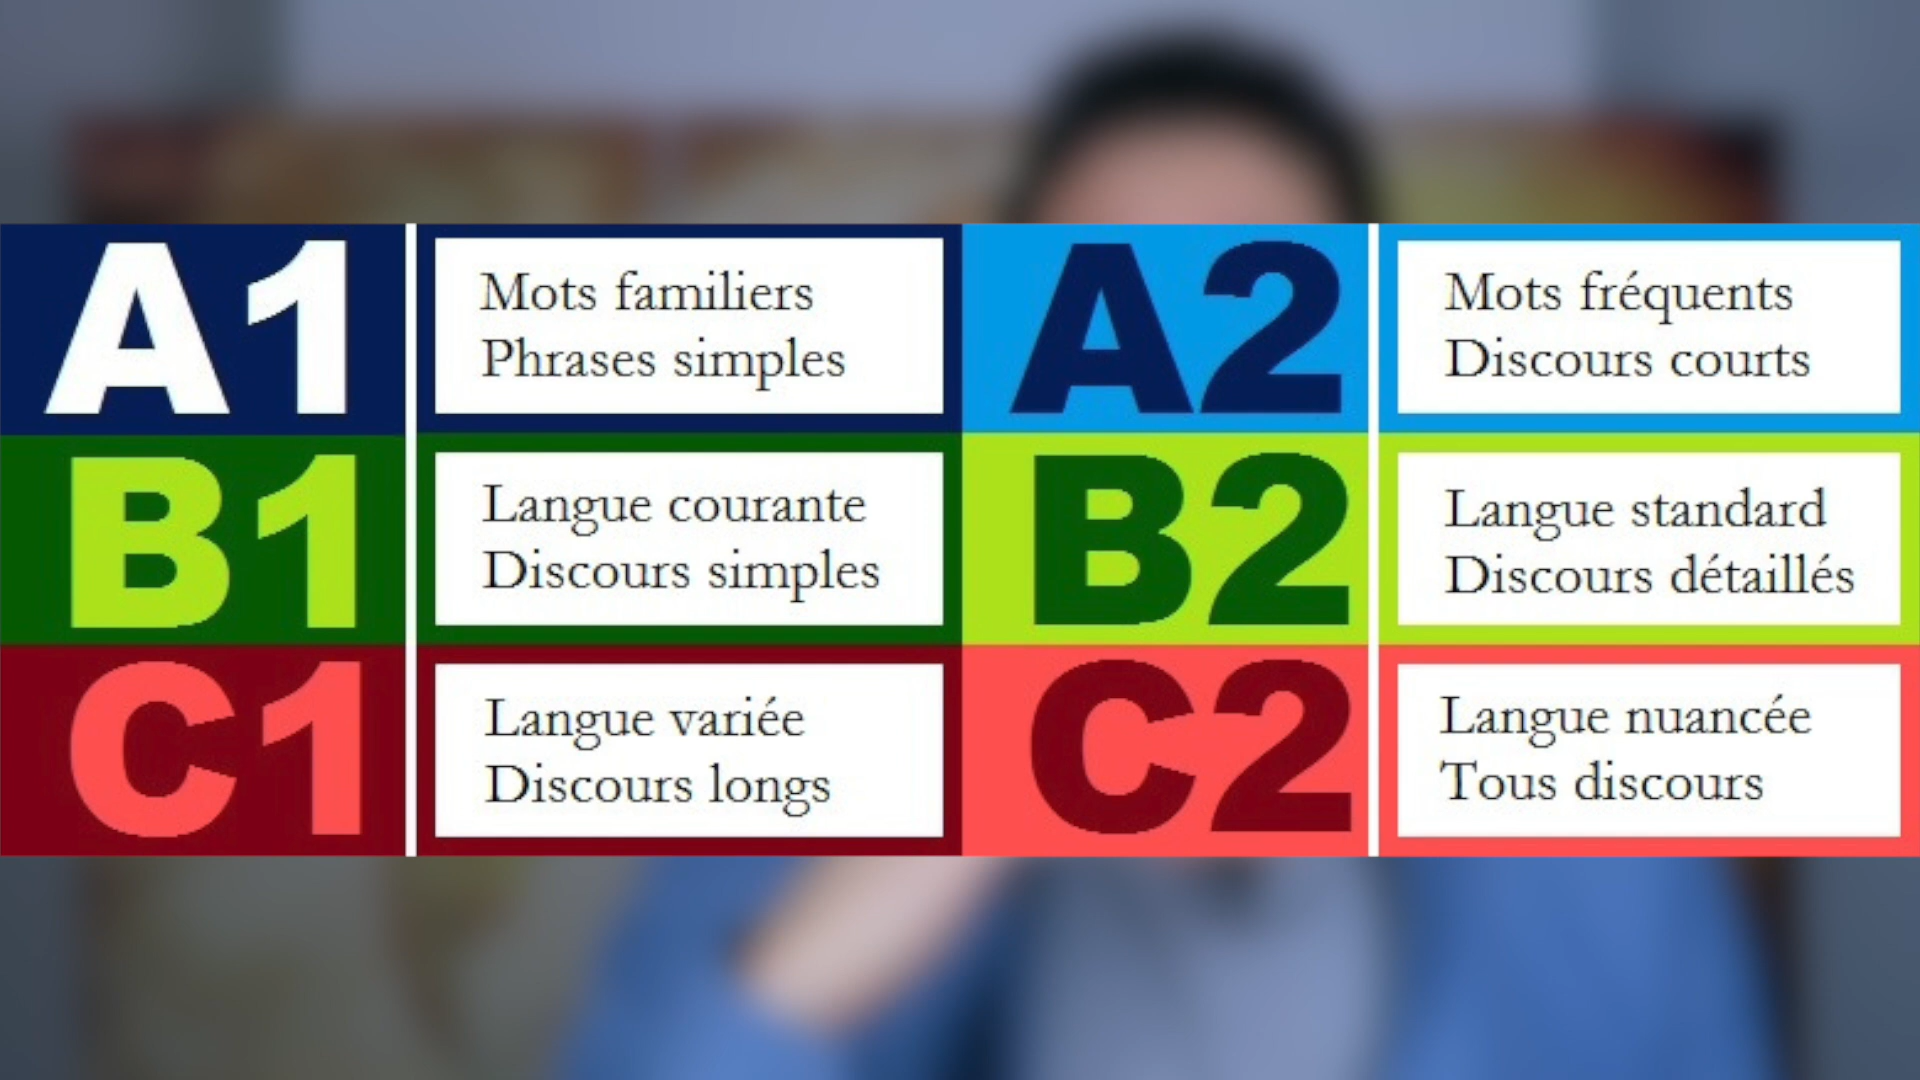 A1
Mots familiers
Phrases simples
A2
Mots fréquents
Discours courts
B1
Langue courante
Discours simples
B2
Langue standard
Discours détaillés
C1
Langue variée
Discours longs
C2
Langue nuancée
Tous discours